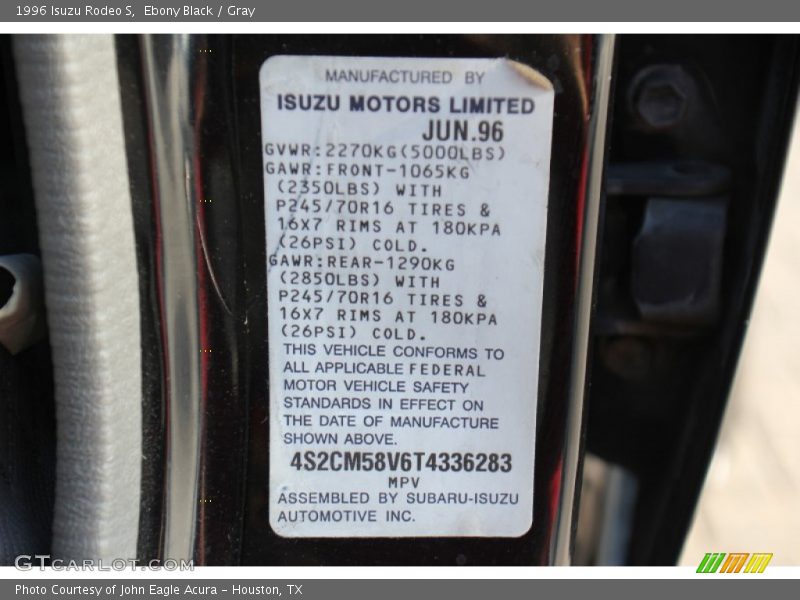 1996 Isuzu Rodeo S, Ebony Black / Gray
MANUFACTURED BY
ISUZU MOTORS LIMITED
JUN.96
GVWR:2270KG(5000LBS)
GAWR:FRONT-1065KG
(2350LBS) WITH
P245/70R16 TIRES &
16X7 RIMS AT 180KPA
(26PSI) COLD.
GAWR:REAR-1290KG
(2850LBS) WITH
P245/70R16 TIRES &
16X7 RIMS AT 180KPA
(26PSI) COLD.
THIS VEHICLE CONFORMS TO
ALL APPLICABLE FEDERAL
MOTOR VEHICLE SAFETY
STANDARDS IN EFFECT ON
THE DATE OF MANUFACTURE
SHOWN ABOVE.
4S2CM58V6T4336283
MPV
ASSEMBLED BY SUBARU-ISUZU
AUTOMOTIVE INC.
GTcarlot.com
Photo Courtesy of John Eagle Acura - Houston, TX